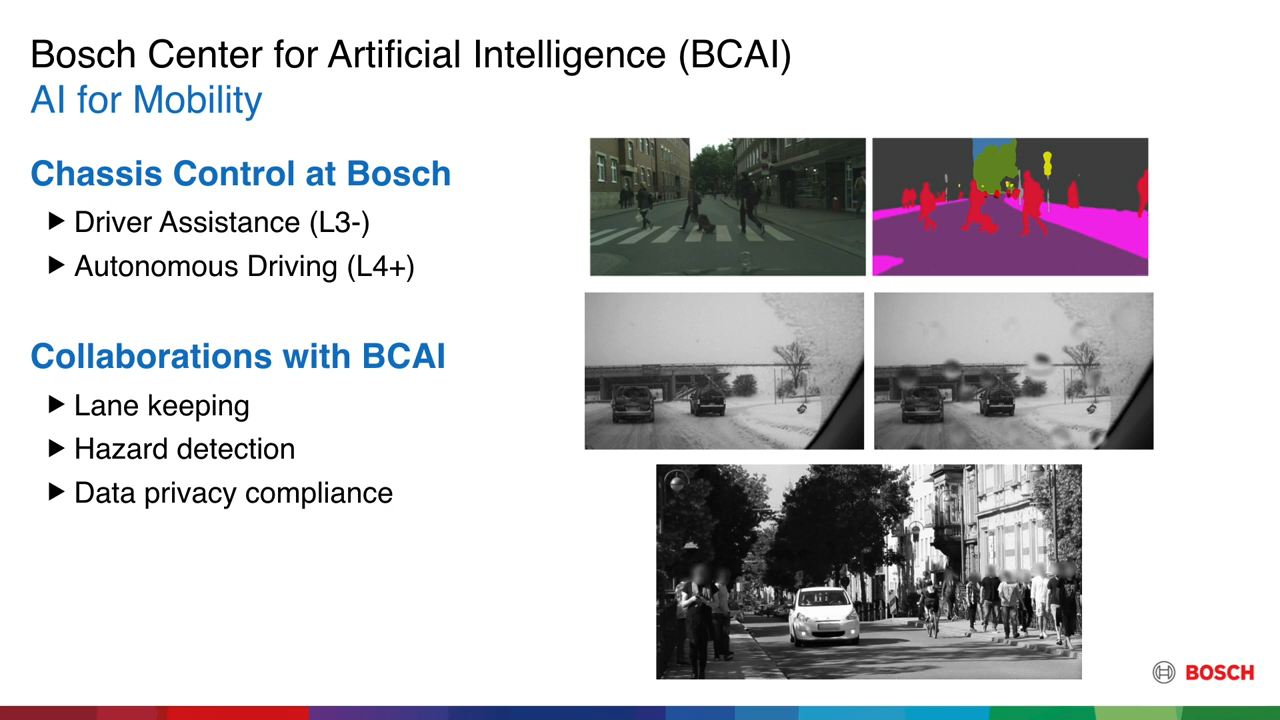 Bosch Center for Artificial Intelligence (BCAI)
AI for Mobility
Chassis Control at Bosch
Driver Assistance (L3-)
Autonomous Driving (L4+)
Collaborations with BCAI
Lane keeping
Hazard detection
Data privacy compliance
BOSCH